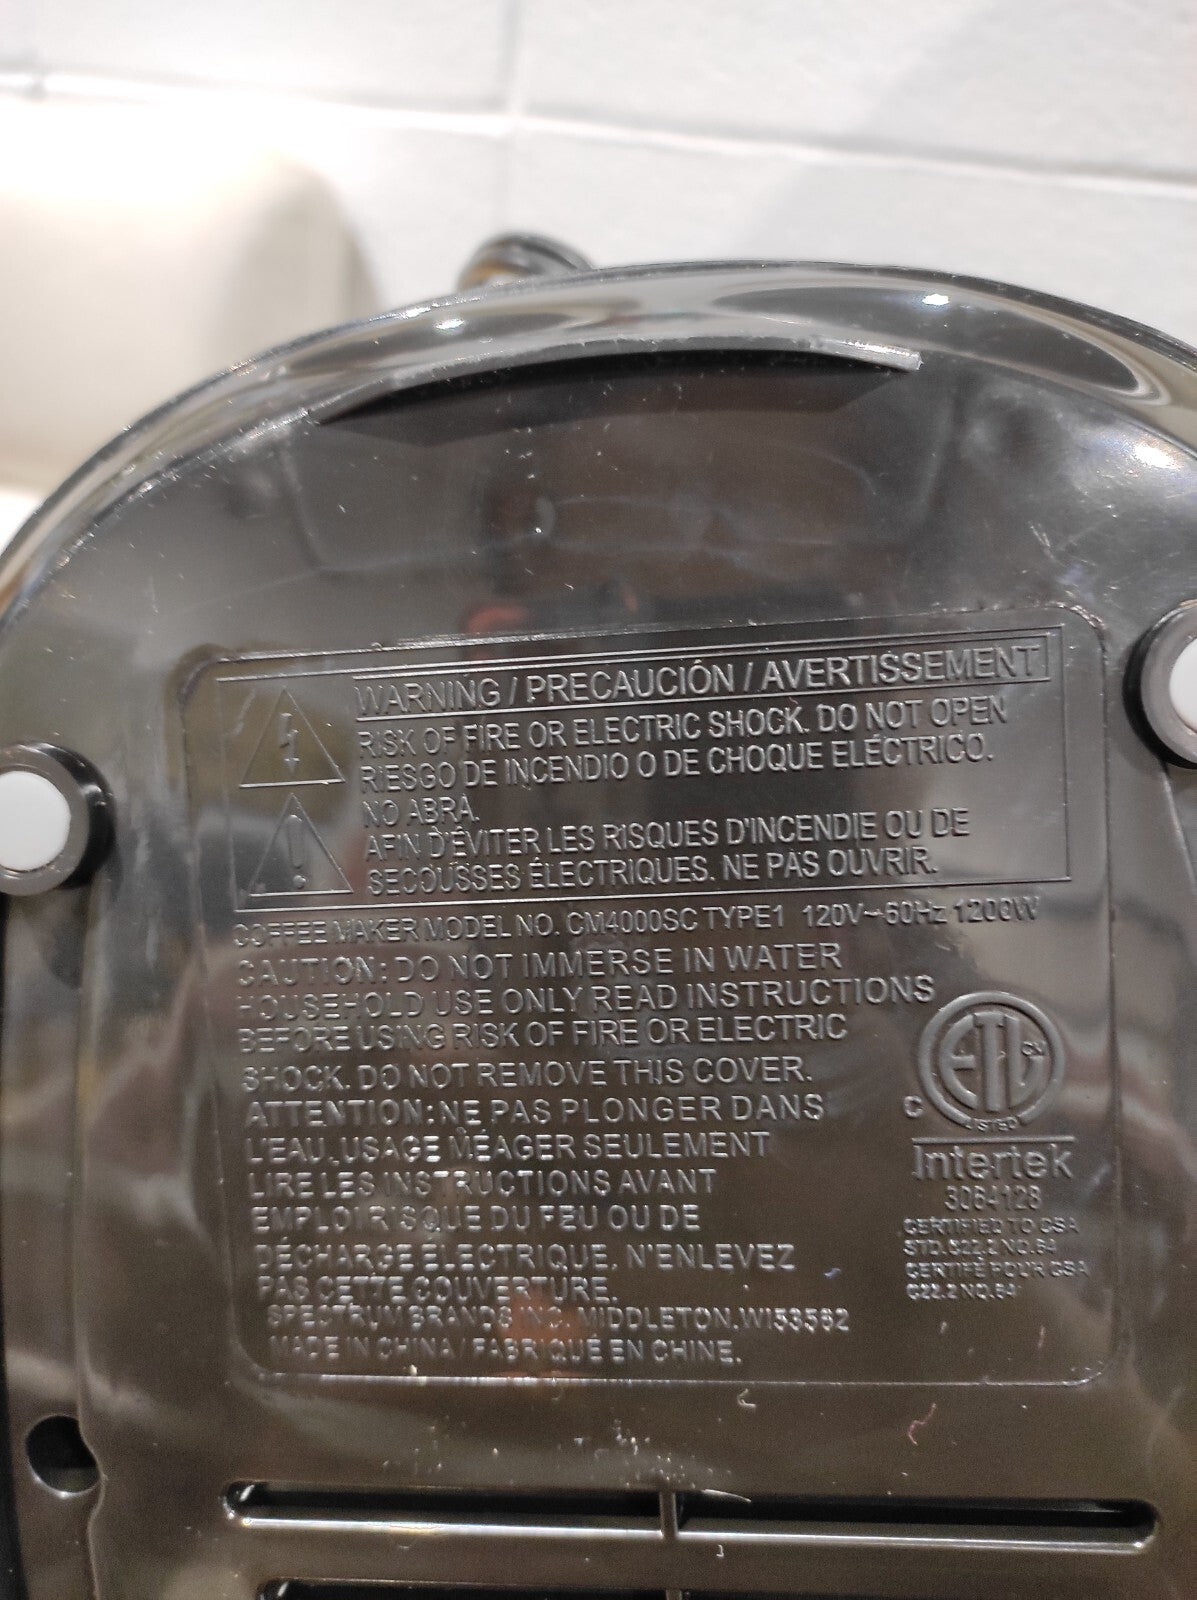 WARNING / PRECAUCIÓN / AVERTISSEMENT
RISK OF FIRE OR ELECTRIC SHOCK. DO NOT OPEN
RIESGO DE INCENDIO O DE CHOQUE ELÉCTRICO.
NO ABRA.
AFIN D'ÉVITER LES RISQUES D'INCENDIE OU DE
SECOUSSES ÉLECTRIQUES. NE PAS OUVRIR.
COFFEE MAKER MODEL NO. CM4000SC TYPE1 120V~60Hz 1200W
CAUTION: DO NOT IMMERSE IN WATER
HOUSEHOLD USE ONLY READ INSTRUCTIONS
BEFORE USING RISK OF FIRE OR ELECTRIC
SHOCK. DO NOT REMOVE THIS COVER.
ATTENTION: NE PAS PLONGER DANS
L'EAU, USAGE MÉAGER SEULEMENT
LIRE LES INSTRUCTIONS AVANT
EMPLOI RISQUE DU FEU OU DE
DÉCHARGE ÉLECTRIQUE. N'ENLEVEZ
PAS CETTE COUVERTURE.
SPECTRUM BRANDS INC. MIDDLETON, WI53562
MADE IN CHINA / FABRIQUÉ EN CHINE.
ETL CM
C
LISTED
Intertek
3064128
CERTIFIED TO CSA
STD.C22.2 NO.64
CERTIFIÉ POUR CSA
C22.2 NO.64